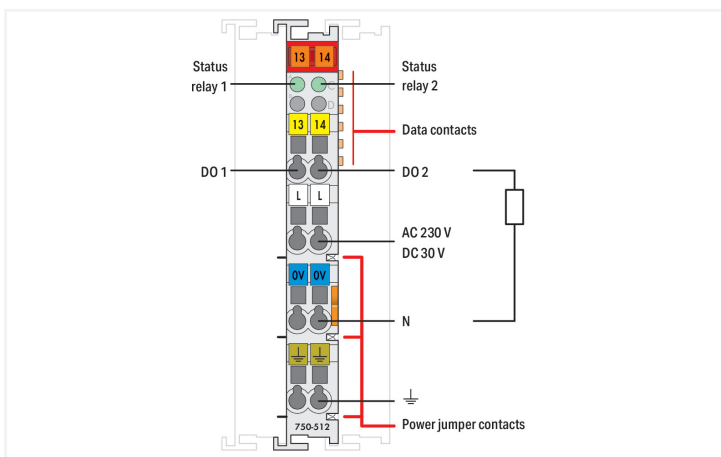 13 14
Status
relay 1
Status
relay 2
C
D
13 14
Data contacts
DO 1
DO 2
L L
AC 230 V
DC 30 V
0V 0V
N
Power jumper contacts
750-512